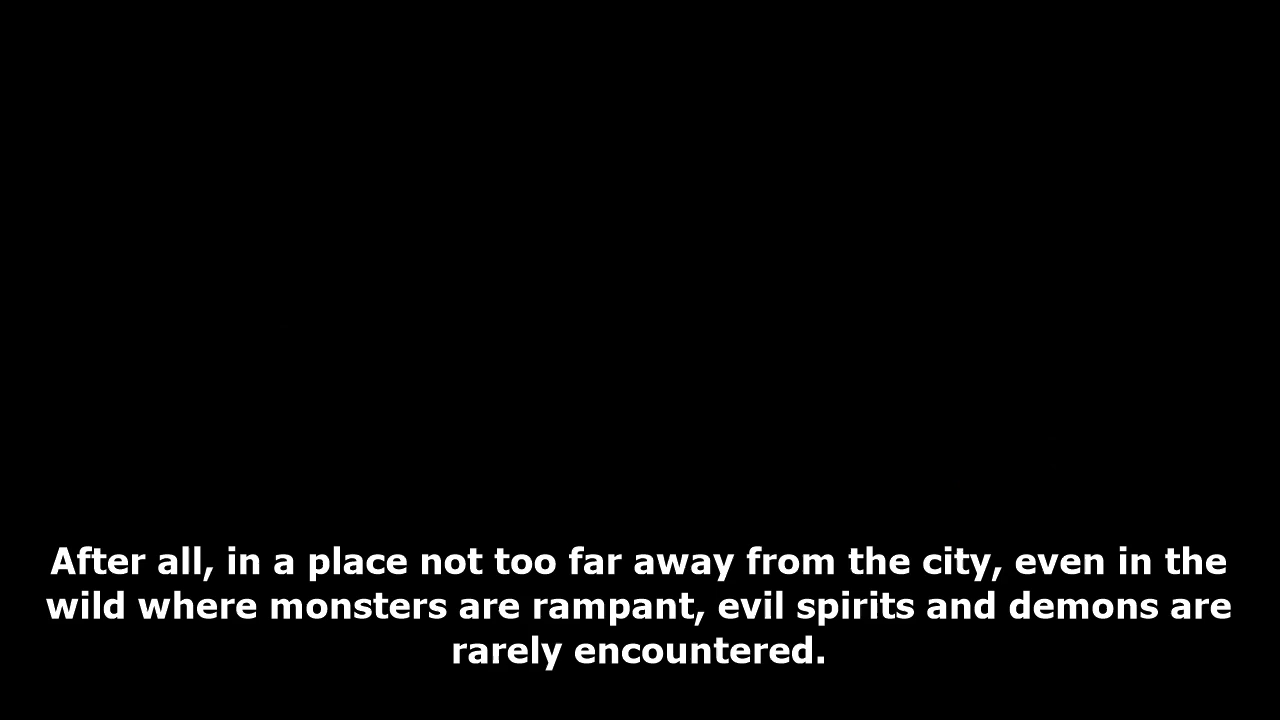 After all, in a place not too far away from the city, even in the
wild where monsters are rampant, evil spirits and demons are
rarely encountered.